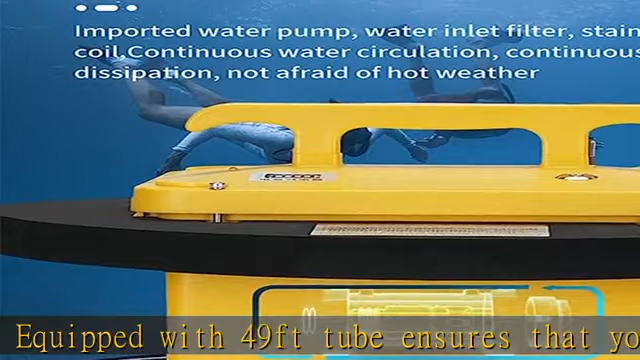 Imported water pump, water inlet filter, stain
coil Continuous water circulation, continuous
dissipation, not afraid of hot weather
Equipped with 49ft tube ensures that yo